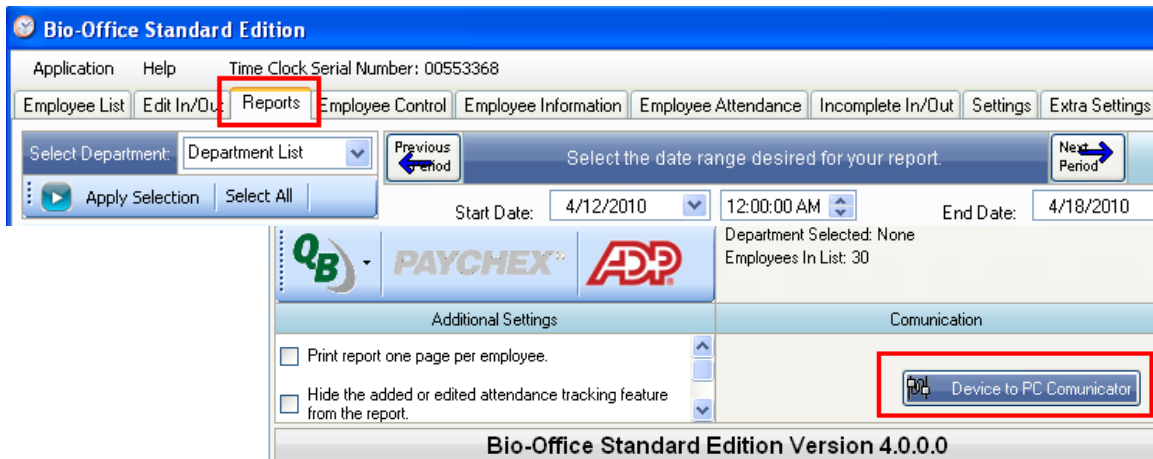 Bio-Office Standard Edition
Application Help Time Clock Serial Number: 00553368
Employee List Edit In/Out Reports Employee Control Employee Information Employee Attendance Incomplete In/Out Settings Extra Settings
Select Department: Department List Previous Period Select the date range desired for your report. Next Period
Apply Selection Select All
Start Date: 4/12/2010 12:00:00 AM End Date: 4/18/2010
QB PAYCHEX ADP
Department Selected: None
Employees In List: 30
Additional Settings Comunication
Print report one page per employee.
Hide the added or edited attendance tracking feature
from the report.
Device to PC Comunicator
Bio-Office Standard Edition Version 4.0.0.0